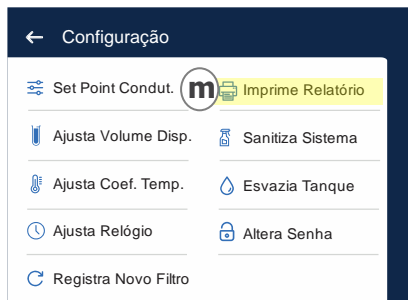 Configuração
Set Point Condut.
m
Imprime Relatório
Ajusta Volume Disp.
Sanitiza Sistema
Ajusta Coef. Temp.
Esvazia Tanque
Ajusta Relógio
Altera Senha
Registra Novo Filtro